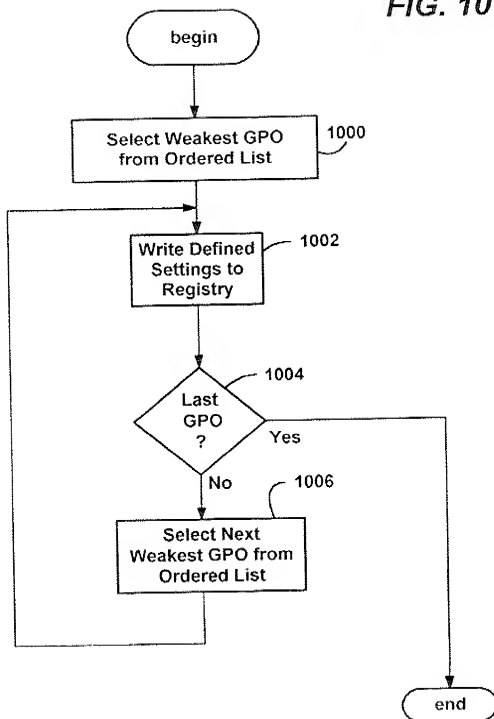 FIG. 10
begin
Select Weakest GPO
from Ordered List
1000
Write Defined
Settings to
Registry
1002
Last
GPO
?
1004
Yes
No
Select Next
Weakest GPO from
Ordered List
1006
end